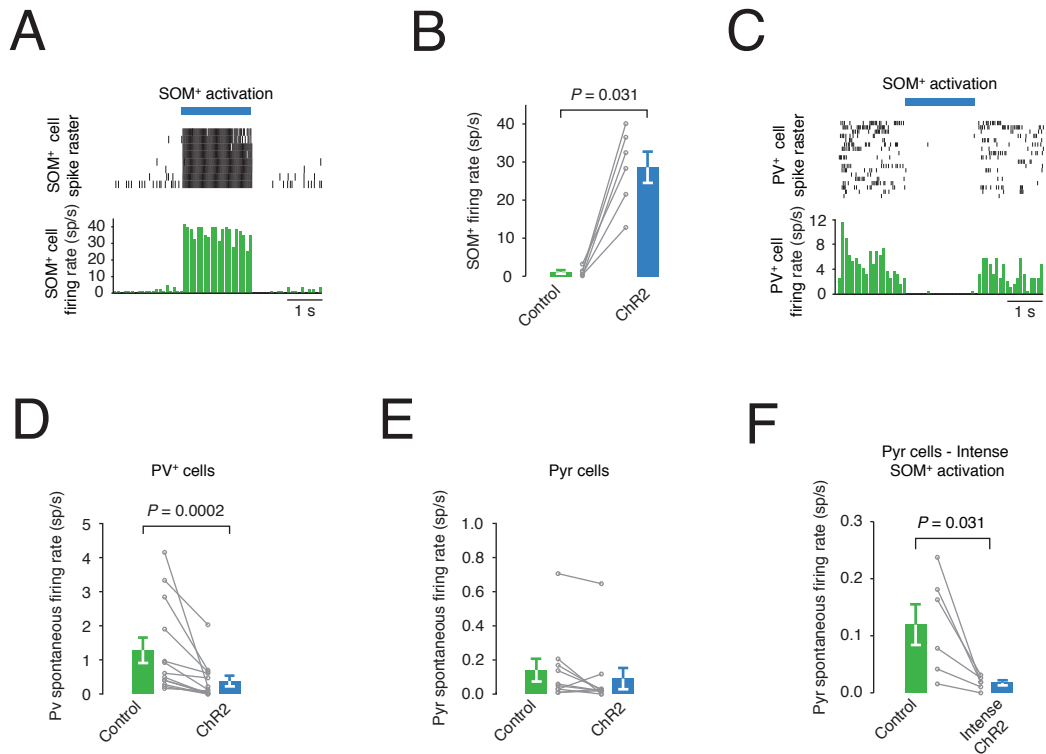 A
SOM⁺ activation
SOM⁺ cell
spike raster
SOM⁺ cell
firing rate (sp/s)
40
30
20
10
0
1 s
B
P = 0.031
SOM⁺ firing rate (sp/s)
40
30
20
10
0
Control
ChR2
C
SOM⁺ activation
PV⁺ cell
spike raster
PV⁺ cell
firing rate (sp/s)
12
8
4
0
1 s
D
PV⁺ cells
P = 0.0002
Pv spontaneous firing rate (sp/s)
5
4
3
2
1
0
Control
ChR2
E
Pyr cells
Pyr spontaneous firing rate (sp/s)
1.0
0.8
0.6
0.4
0.2
0.0
Control
ChR2
F
Pyr cells - Intense
SOM⁺ activation
P = 0.031
Pyr spontaneous firing rate (sp/s)
0.3
0.2
0.1
0.0
Control
Intense
ChR2